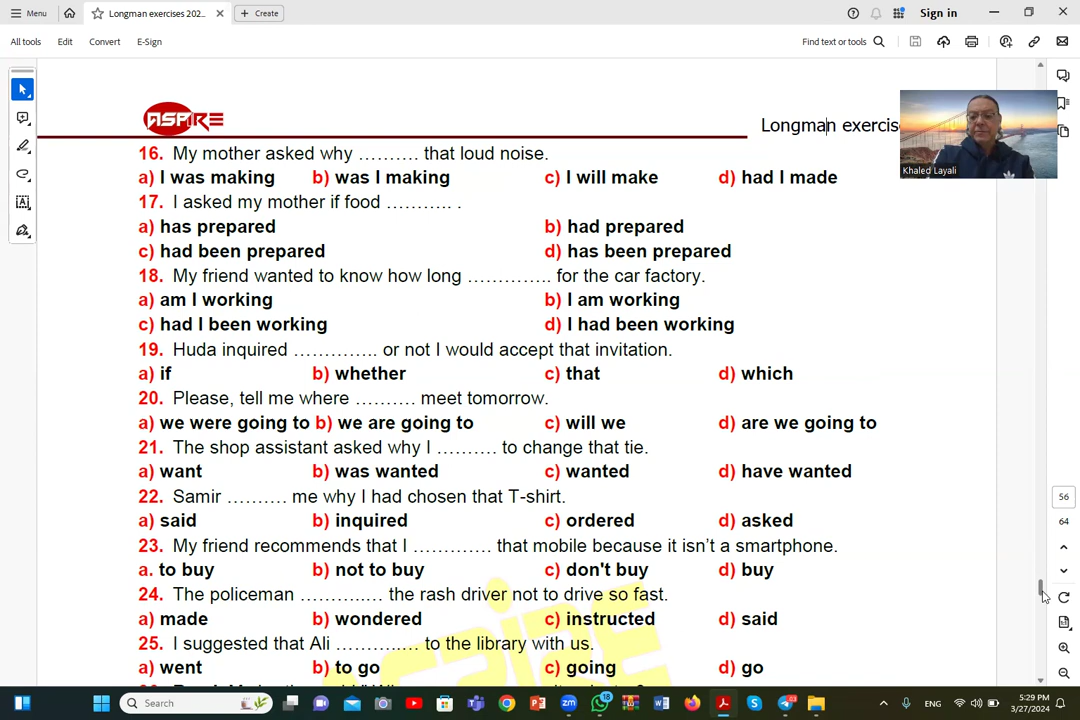 Menu
Longman exercises 202...
Create
Sign in
All tools
Edit
Convert
E-Sign
Find text or tools
ASPIRE
Longman exercis
Khaled Layali
16. My mother asked why ……… that loud noise.
a) I was making b) was I making c) I will make d) had I made
17. I asked my mother if food ……….. .
a) has prepared b) had prepared
c) had been prepared d) has been prepared
18. My friend wanted to know how long ………….. for the car factory.
a) am I working b) I am working
c) had I been working d) I had been working
19. Huda inquired ………….. or not I would accept that invitation.
a) if b) whether c) that d) which
20. Please, tell me where ……… meet tomorrow.
a) we were going to b) we are going to c) will we d) are we going to
21. The shop assistant asked why I ……… to change that tie.
a) want b) was wanted c) wanted d) have wanted
22. Samir ……… me why I had chosen that T-shirt.
a) said b) inquired c) ordered d) asked
23. My friend recommends that I ………… that mobile because it isn't a smartphone.
a. to buy b) not to buy c) don't buy d) buy
24. The policeman ………..… the rash driver not to drive so fast.
a) made b) wondered c) instructed d) said
25. I suggested that Ali ………..… to the library with us.
a) went b) to go c) going d) go
56
64
Search
18
ENG
5:29 PM
3/27/2024